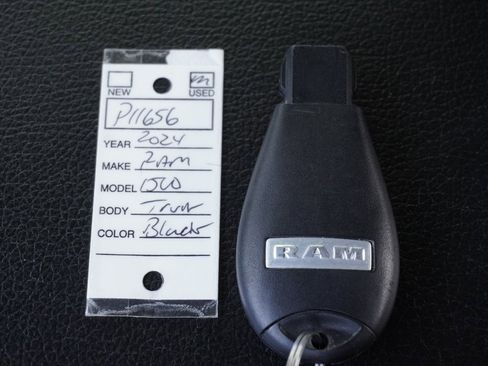 NEW USED
P11656
YEAR 2024
MAKE RAM
MODEL 1500
BODY Truck
COLOR Black
RAM